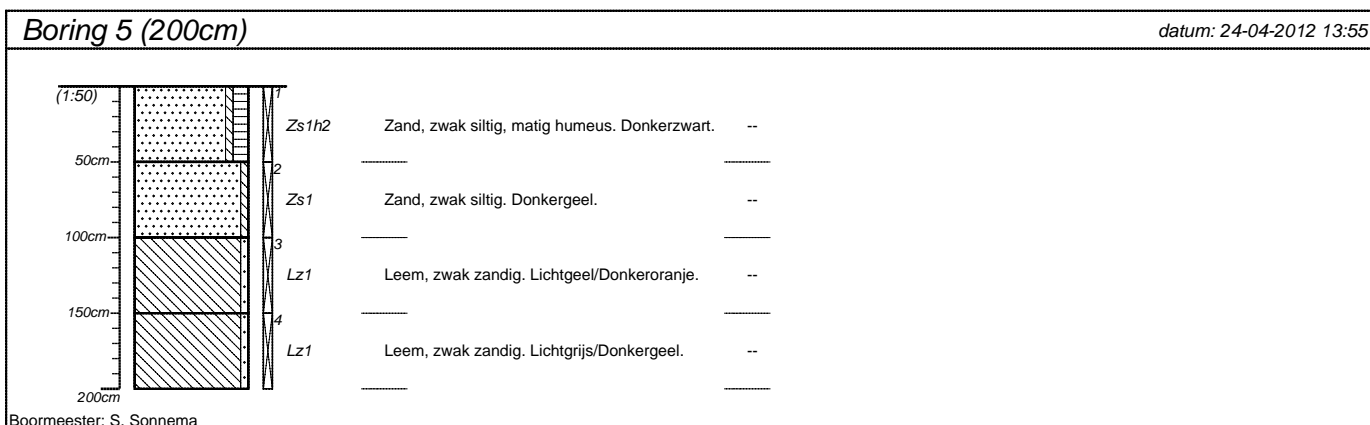 Boring 5 (200cm) datum: 24-04-2012 13:55
(1:50) 1
Zs1h2 Zand, zwak siltig, matig humeus. Donkerzwart. --
50cm 2
Zs1 Zand, zwak siltig. Donkergeel. --
100cm 3
Lz1 Leem, zwak zandig. Lichtgeel/Donkeroranje. --
150cm 4
Lz1 Leem, zwak zandig. Lichtgrijs/Donkergeel. --
200cm
Boormeester: S. Sonnema